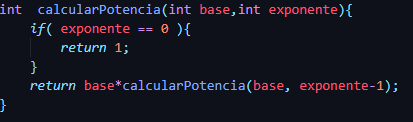 int  calcularPotencia(int base,int exponente){
    if( exponente == 0 ){
        return 1;
    }
    return base*calcularPotencia(base, exponente-1);
}